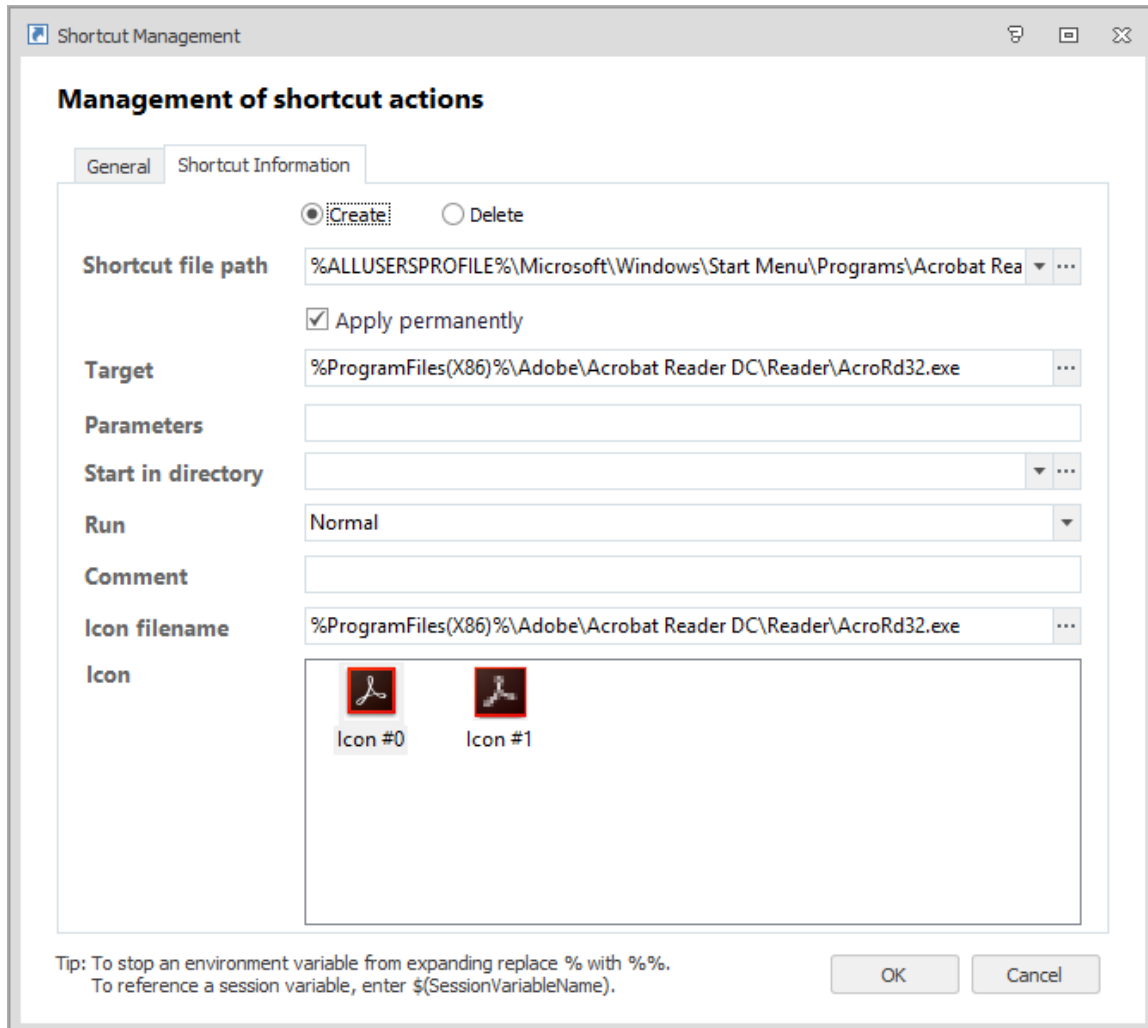 Shortcut Management
Management of shortcut actions
General Shortcut Information
Create Delete
Shortcut file path %ALLUSERSPROFILE%\Microsoft\Windows\Start Menu\Programs\Acrobat Rea
Apply permanently
Target %ProgramFiles(X86)%\Adobe\Acrobat Reader DC\Reader\AcroRd32.exe
Parameters
Start in directory
Run Normal
Comment
Icon filename %ProgramFiles(X86)%\Adobe\Acrobat Reader DC\Reader\AcroRd32.exe
Icon
Icon #0 Icon #1
Tip: To stop an environment variable from expanding replace % with %%.
To reference a session variable, enter $(SessionVariableName).
OK Cancel